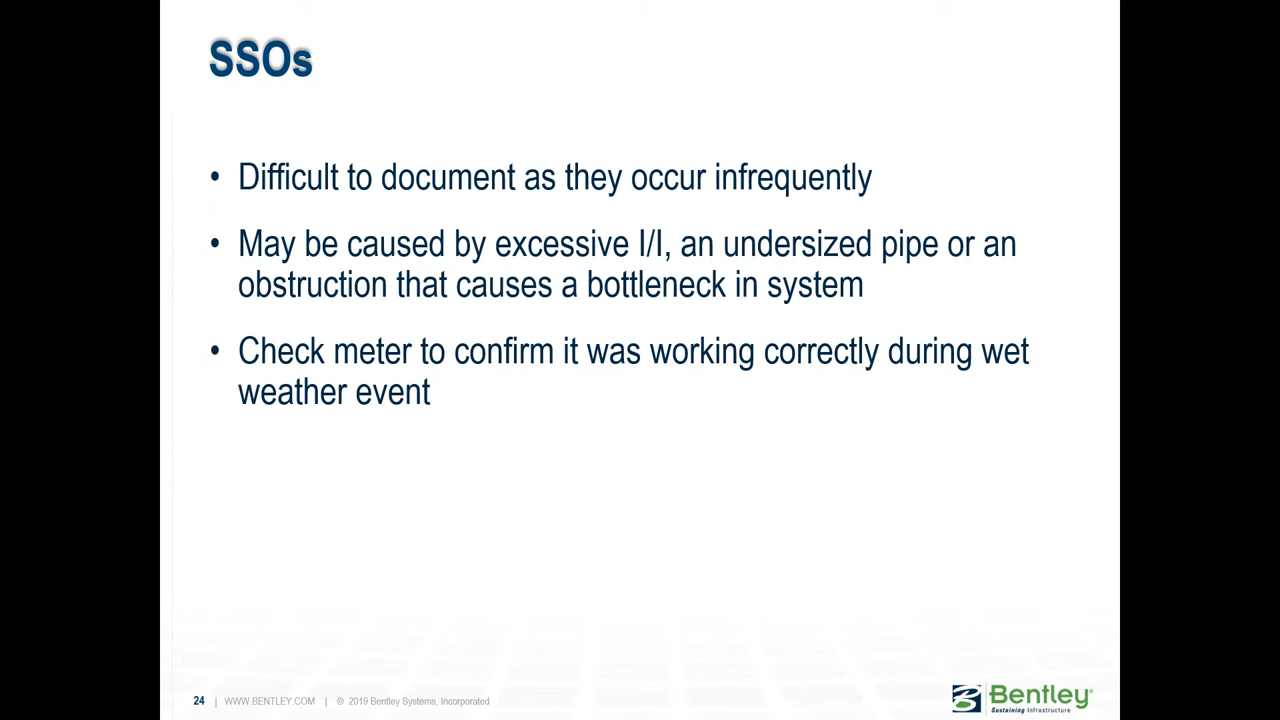 SSOs
• Difficult to document as they occur infrequently
• May be caused by excessive I/I, an undersized pipe or an
obstruction that causes a bottleneck in system
• Check meter to confirm it was working correctly during wet
weather event
24 | WWW.BENTLEY.COM | © 2019 Bentley Systems, Incorporated
Bentley®
Sustaining Infrastructure